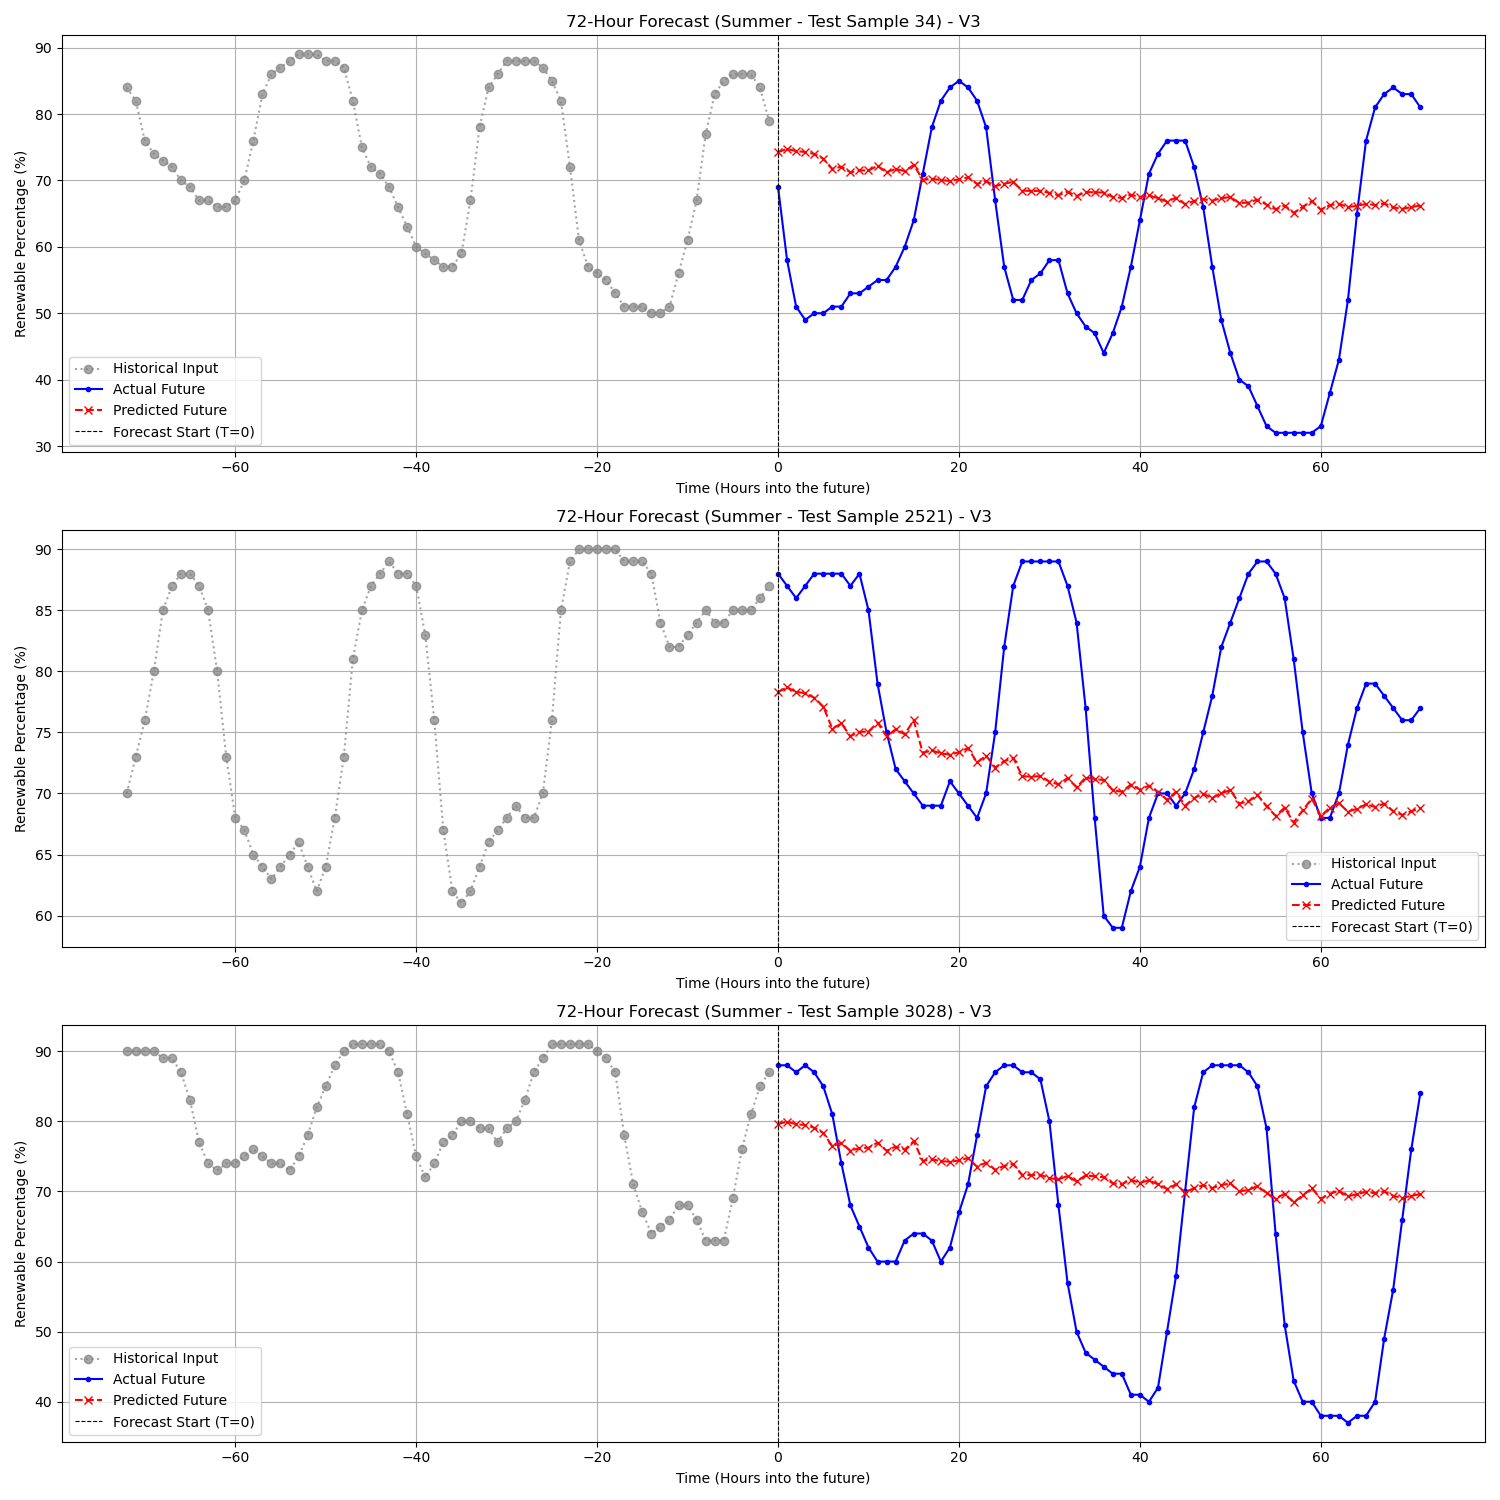 72-Hour Forecast (Summer - Test Sample 34) - V3
Renewable Percentage (%)
90
80
70
60
50
40
30
Historical Input
Actual Future
Predicted Future
Forecast Start (T=0)
−60 −40 −20 0 20 40 60
Time (Hours into the future)
72-Hour Forecast (Summer - Test Sample 2521) - V3
Renewable Percentage (%)
90
85
80
75
70
65
60
Historical Input
Actual Future
Predicted Future
Forecast Start (T=0)
−60 −40 −20 0 20 40 60
Time (Hours into the future)
72-Hour Forecast (Summer - Test Sample 3028) - V3
Renewable Percentage (%)
90
80
70
60
50
40
Historical Input
Actual Future
Predicted Future
Forecast Start (T=0)
−60 −40 −20 0 20 40 60
Time (Hours into the future)